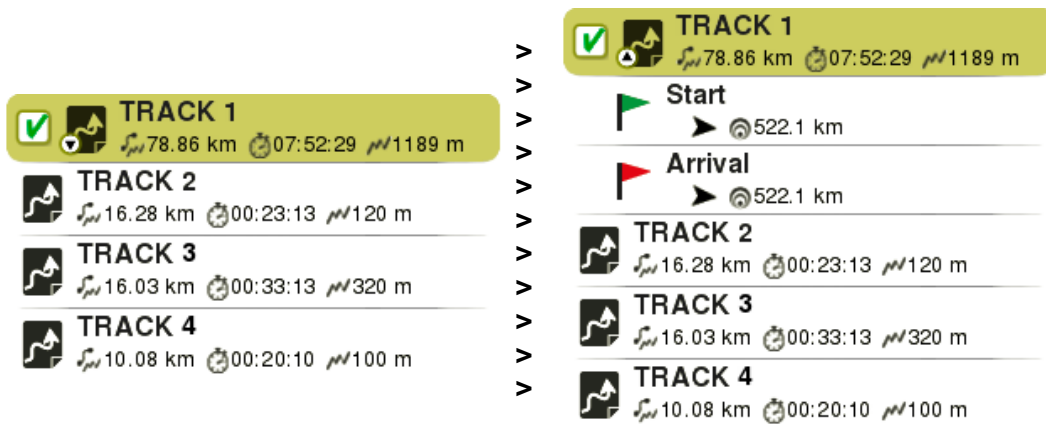 TRACK 1
78.86 km 07:52:29 1189 m
TRACK 2
16.28 km 00:23:13 120 m
TRACK 3
16.03 km 00:33:13 320 m
TRACK 4
10.08 km 00:20:10 100 m
>
>
>
>
>
>
>
>
>
>
>
TRACK 1
78.86 km 07:52:29 1189 m
Start
522.1 km
Arrival
522.1 km
TRACK 2
16.28 km 00:23:13 120 m
TRACK 3
16.03 km 00:33:13 320 m
TRACK 4
10.08 km 00:20:10 100 m